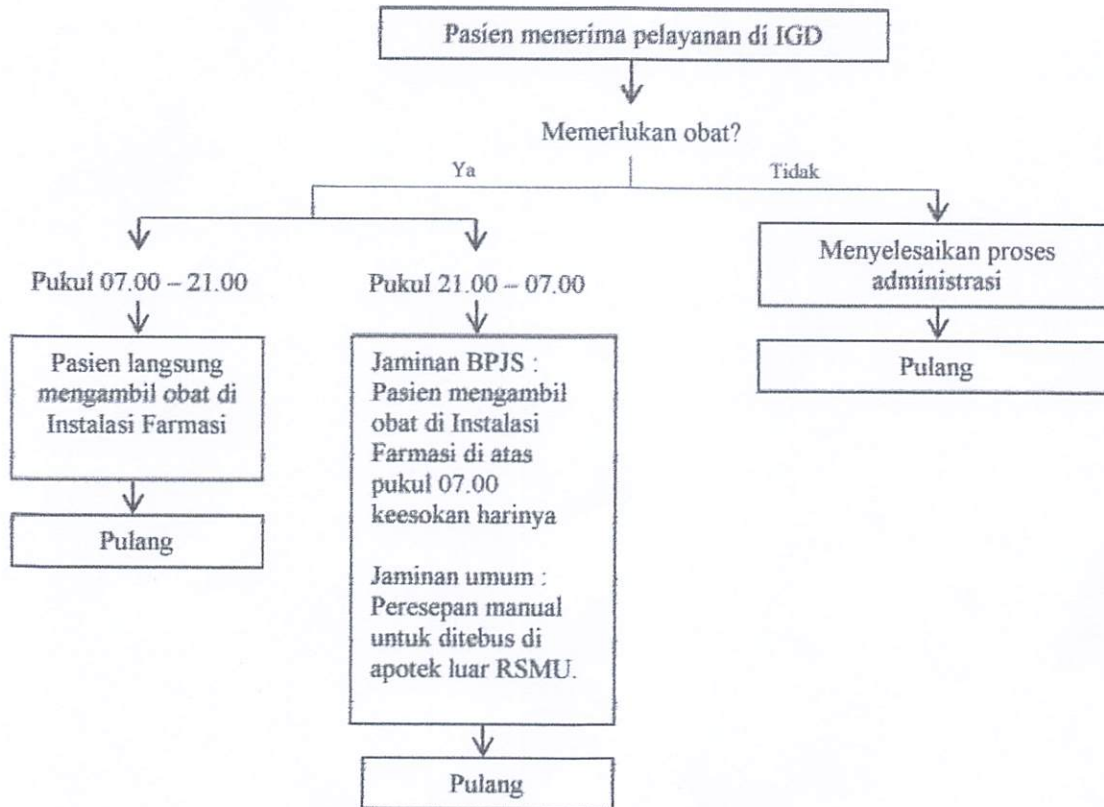 Pasien menerima pelayanan di IGD
Memerlukan obat?
Ya
Tidak
Pukul 07.00 – 21.00
Pasien langsung
mengambil obat di
Instalasi Farmasi
Pulang
Pukul 21.00 – 07.00
Jaminan BPJS :
Pasien mengambil
obat di Instalasi
Farmasi di atas
pukul 07.00
keesokan harinya
Jaminan umum :
Peresepan manual
untuk ditebus di
apotek luar RSMU.
Pulang
Menyelesaikan proses
administrasi
Pulang